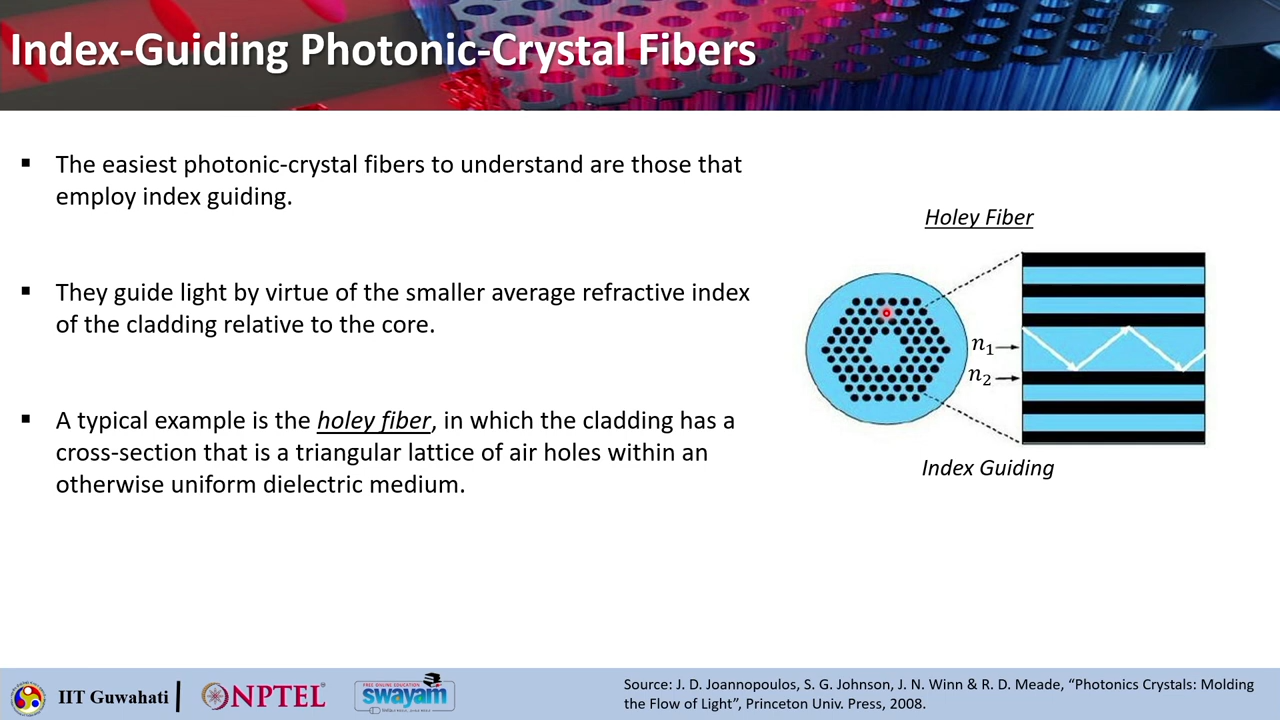 Index-Guiding Photonic-Crystal Fibers
▪ The easiest photonic-crystal fibers to understand are those that
employ index guiding.
▪ They guide light by virtue of the smaller average refractive index
of the cladding relative to the core.
▪ A typical example is the holey fiber, in which the cladding has a
cross-section that is a triangular lattice of air holes within an
otherwise uniform dielectric medium.
Holey Fiber
n₁
n₂
Index Guiding
IIT Guwahati
NPTEL
FREE ONLINE EDUCATION
swayam
Source: J. D. Joannopoulos, S. G. Johnson, J. N. Winn & R. D. Meade, “Photonics Crystals: Molding
the Flow of Light”, Princeton Univ. Press, 2008.